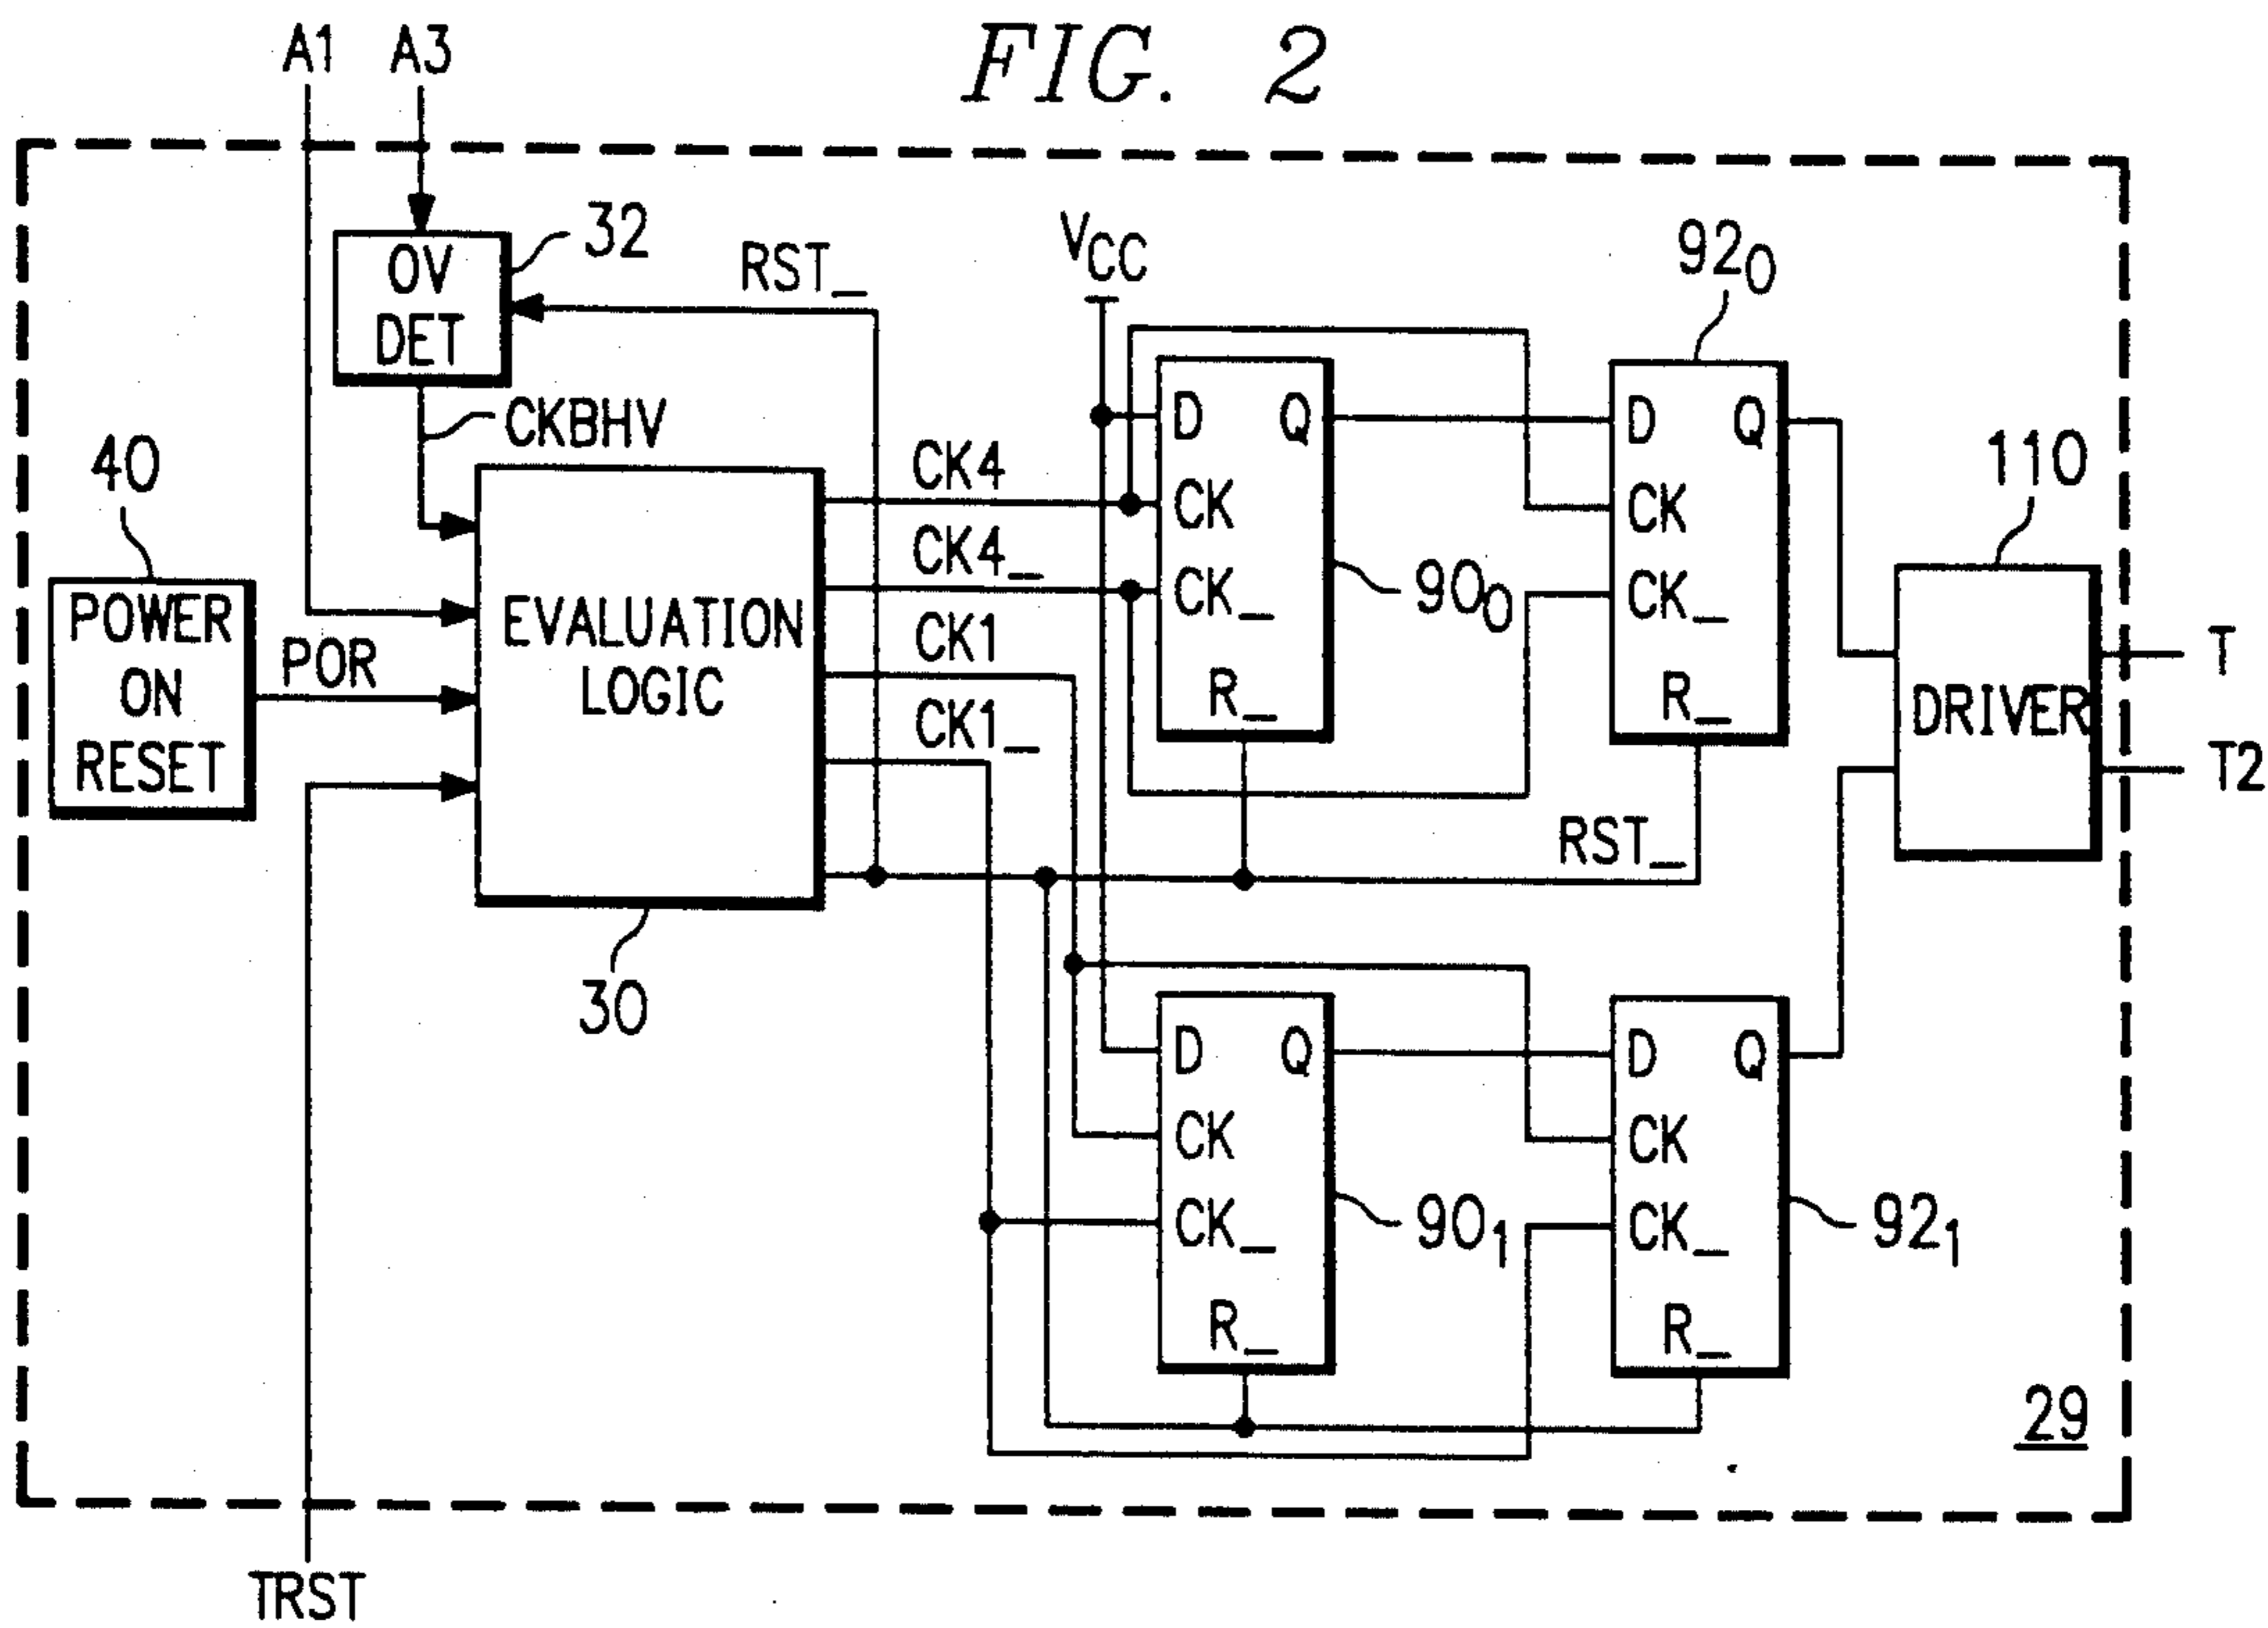 FIG. 2
A1 A3
OV
DET
32
RST_
VCC
92₀
CKBHV
40
POWER
ON
RESET
POR
EVALUATION
LOGIC
30
CK4
CK4_
CK1
CK1_
D Q
CK
CK_
R_
90₀
D Q
CK
CK_
R_
RST_
110
DRIVER
T
T2
D Q
CK
CK_
R_
90₁
D Q
CK
CK_
R_
92₁
29
TRST